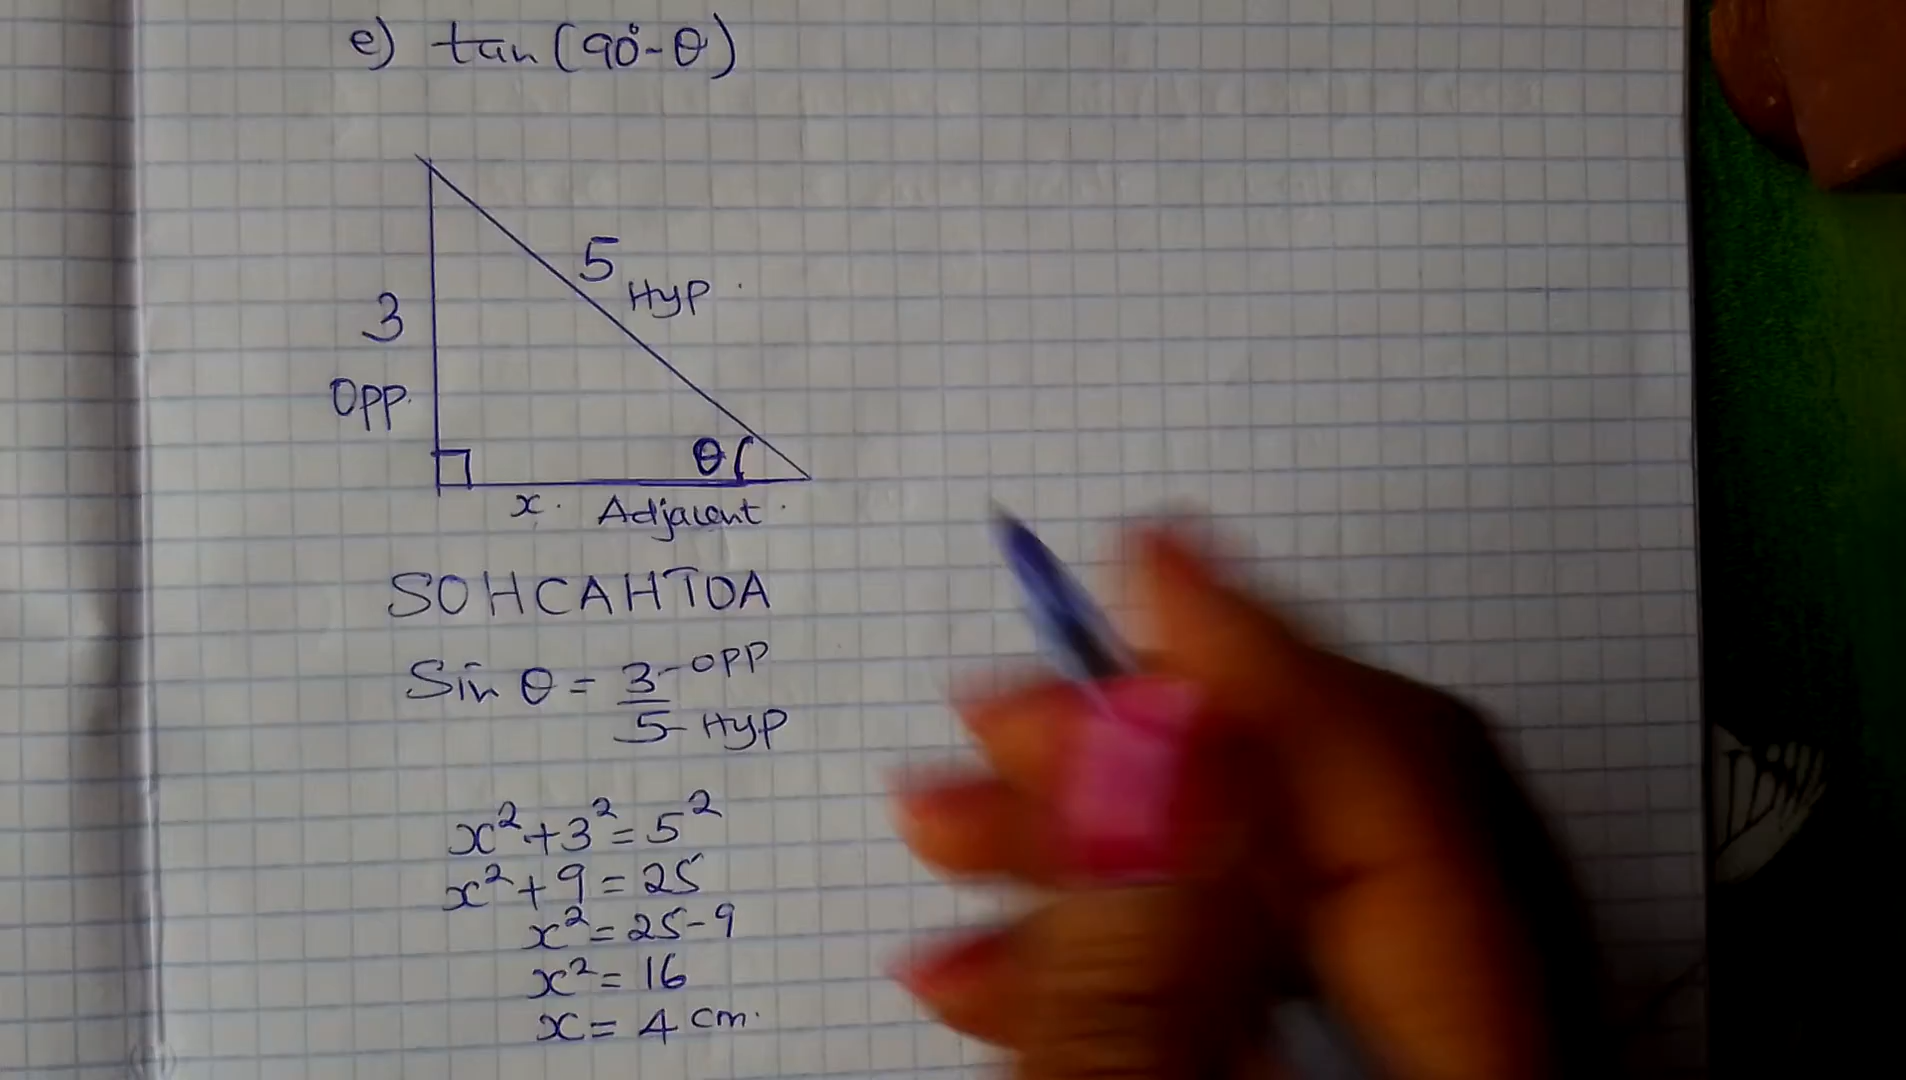 e) tan (90°-θ)
5
Hyp.
3
Opp.
θ
x. Adjacent.
SOHCAHTOA
Sin θ = 3 - opp
5 - Hyp
x² + 3² = 5²
x² + 9 = 25
x² = 25 - 9
x² = 16
x = 4 cm.